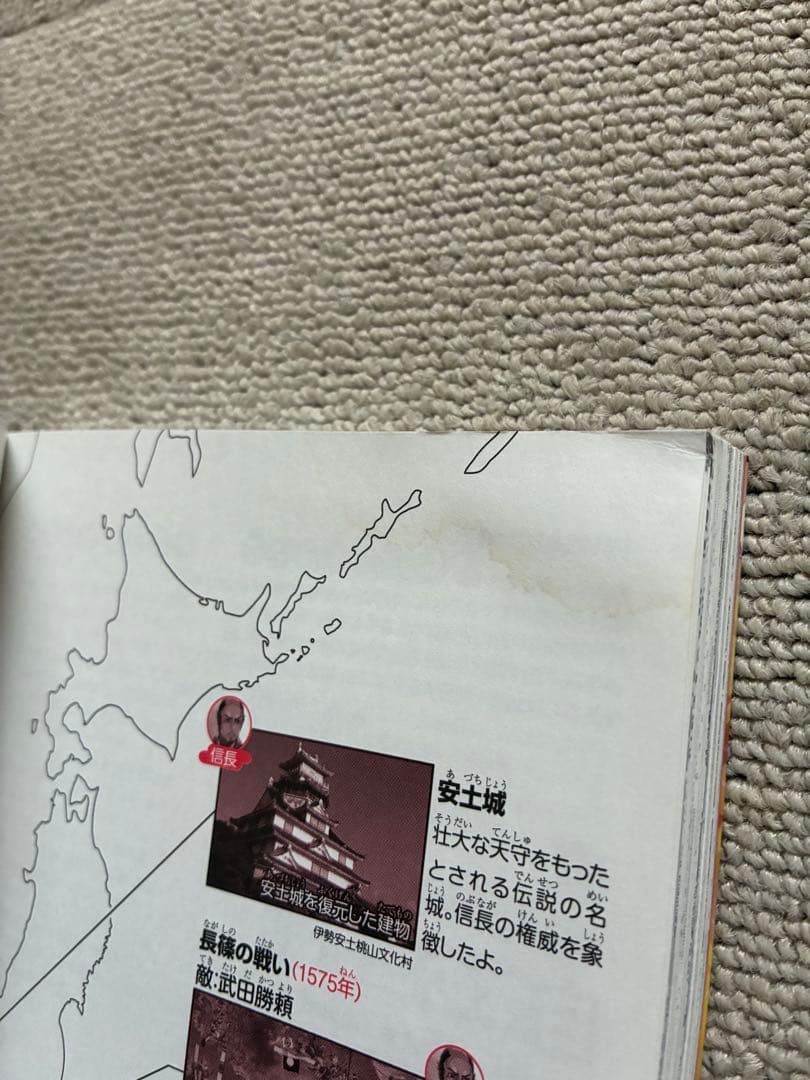 信長
安土城を復元した建物
伊勢安土桃山文化村
安土城
壮大な天守をもった
とされる伝説の名
城。信長の権威を象
徴したよ。
長篠の戦い(1575年)
敵:武田勝頼